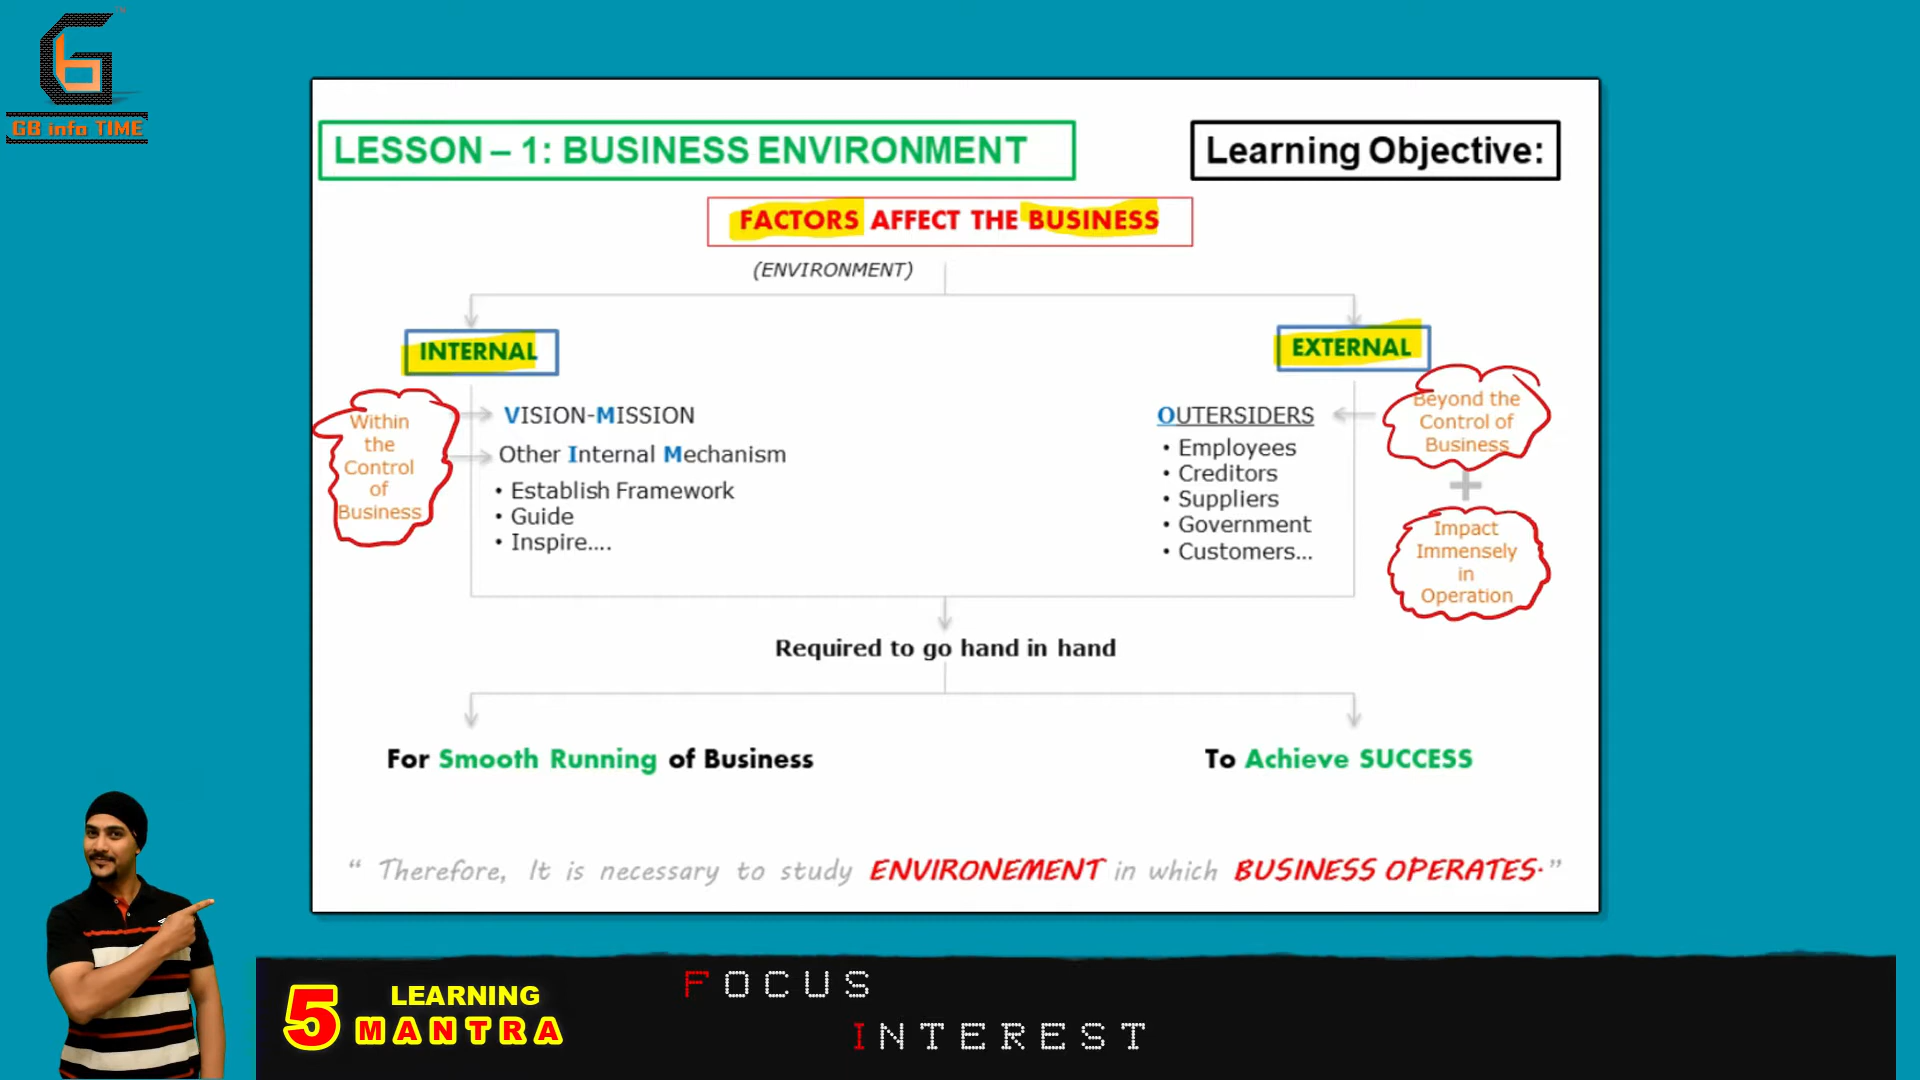 TM
GB info TIME
LESSON – 1: BUSINESS ENVIRONMENT
Learning Objective:
FACTORS AFFECT THE BUSINESS
(ENVIRONMENT)
INTERNAL
EXTERNAL
Within
the
Control
of
Business
VISION-MISSION
Other Internal Mechanism
• Establish Framework
• Guide
• Inspire....
OUTERSIDERS
• Employees
• Creditors
• Suppliers
• Government
• Customers...
Beyond the
Control of
Business
+
Impact
Immensely
in
Operation
Required to go hand in hand
For Smooth Running of Business
To Achieve SUCCESS
“ Therefore, It is necessary to study ENVIRONEMENT in which BUSINESS OPERATES.”
5 LEARNING
MANTRA
FOCUS
INTEREST